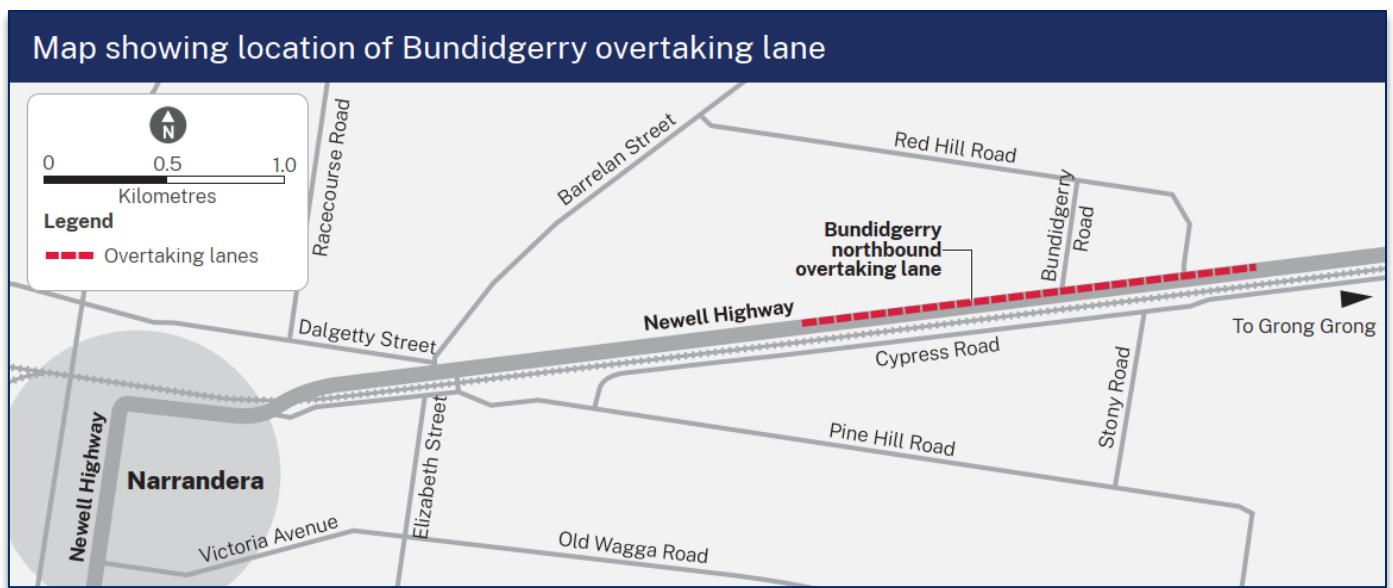 Map showing location of Bundidgerry overtaking lane
N
0 0.5 1.0
Kilometres
Legend
Overtaking lanes
Racecourse Road
Barrelan Street
Red Hill Road
Bundidgerry
Road
Bundidgerry
northbound
overtaking lane
Newell Highway
To Grong Grong
Dalgetty Street
Cypress Road
Stony Road
Elizabeth Street
Pine Hill Road
Newell Highway
Narrandera
Victoria Avenue
Old Wagga Road